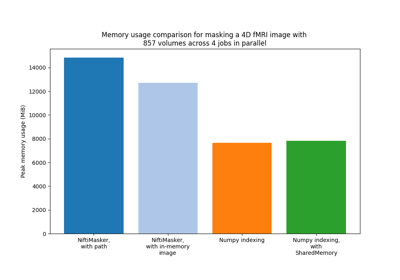 Memory usage comparison for masking a 4D fMRI image with
857 volumes across 4 jobs in parallel
Peak memory usage (MiB)
14000
12000
10000
8000
6000
4000
2000
0
NiftiMasker,
with path
NiftiMasker,
with in-memory
image
Numpy indexing
Numpy indexing,
with
SharedMemory